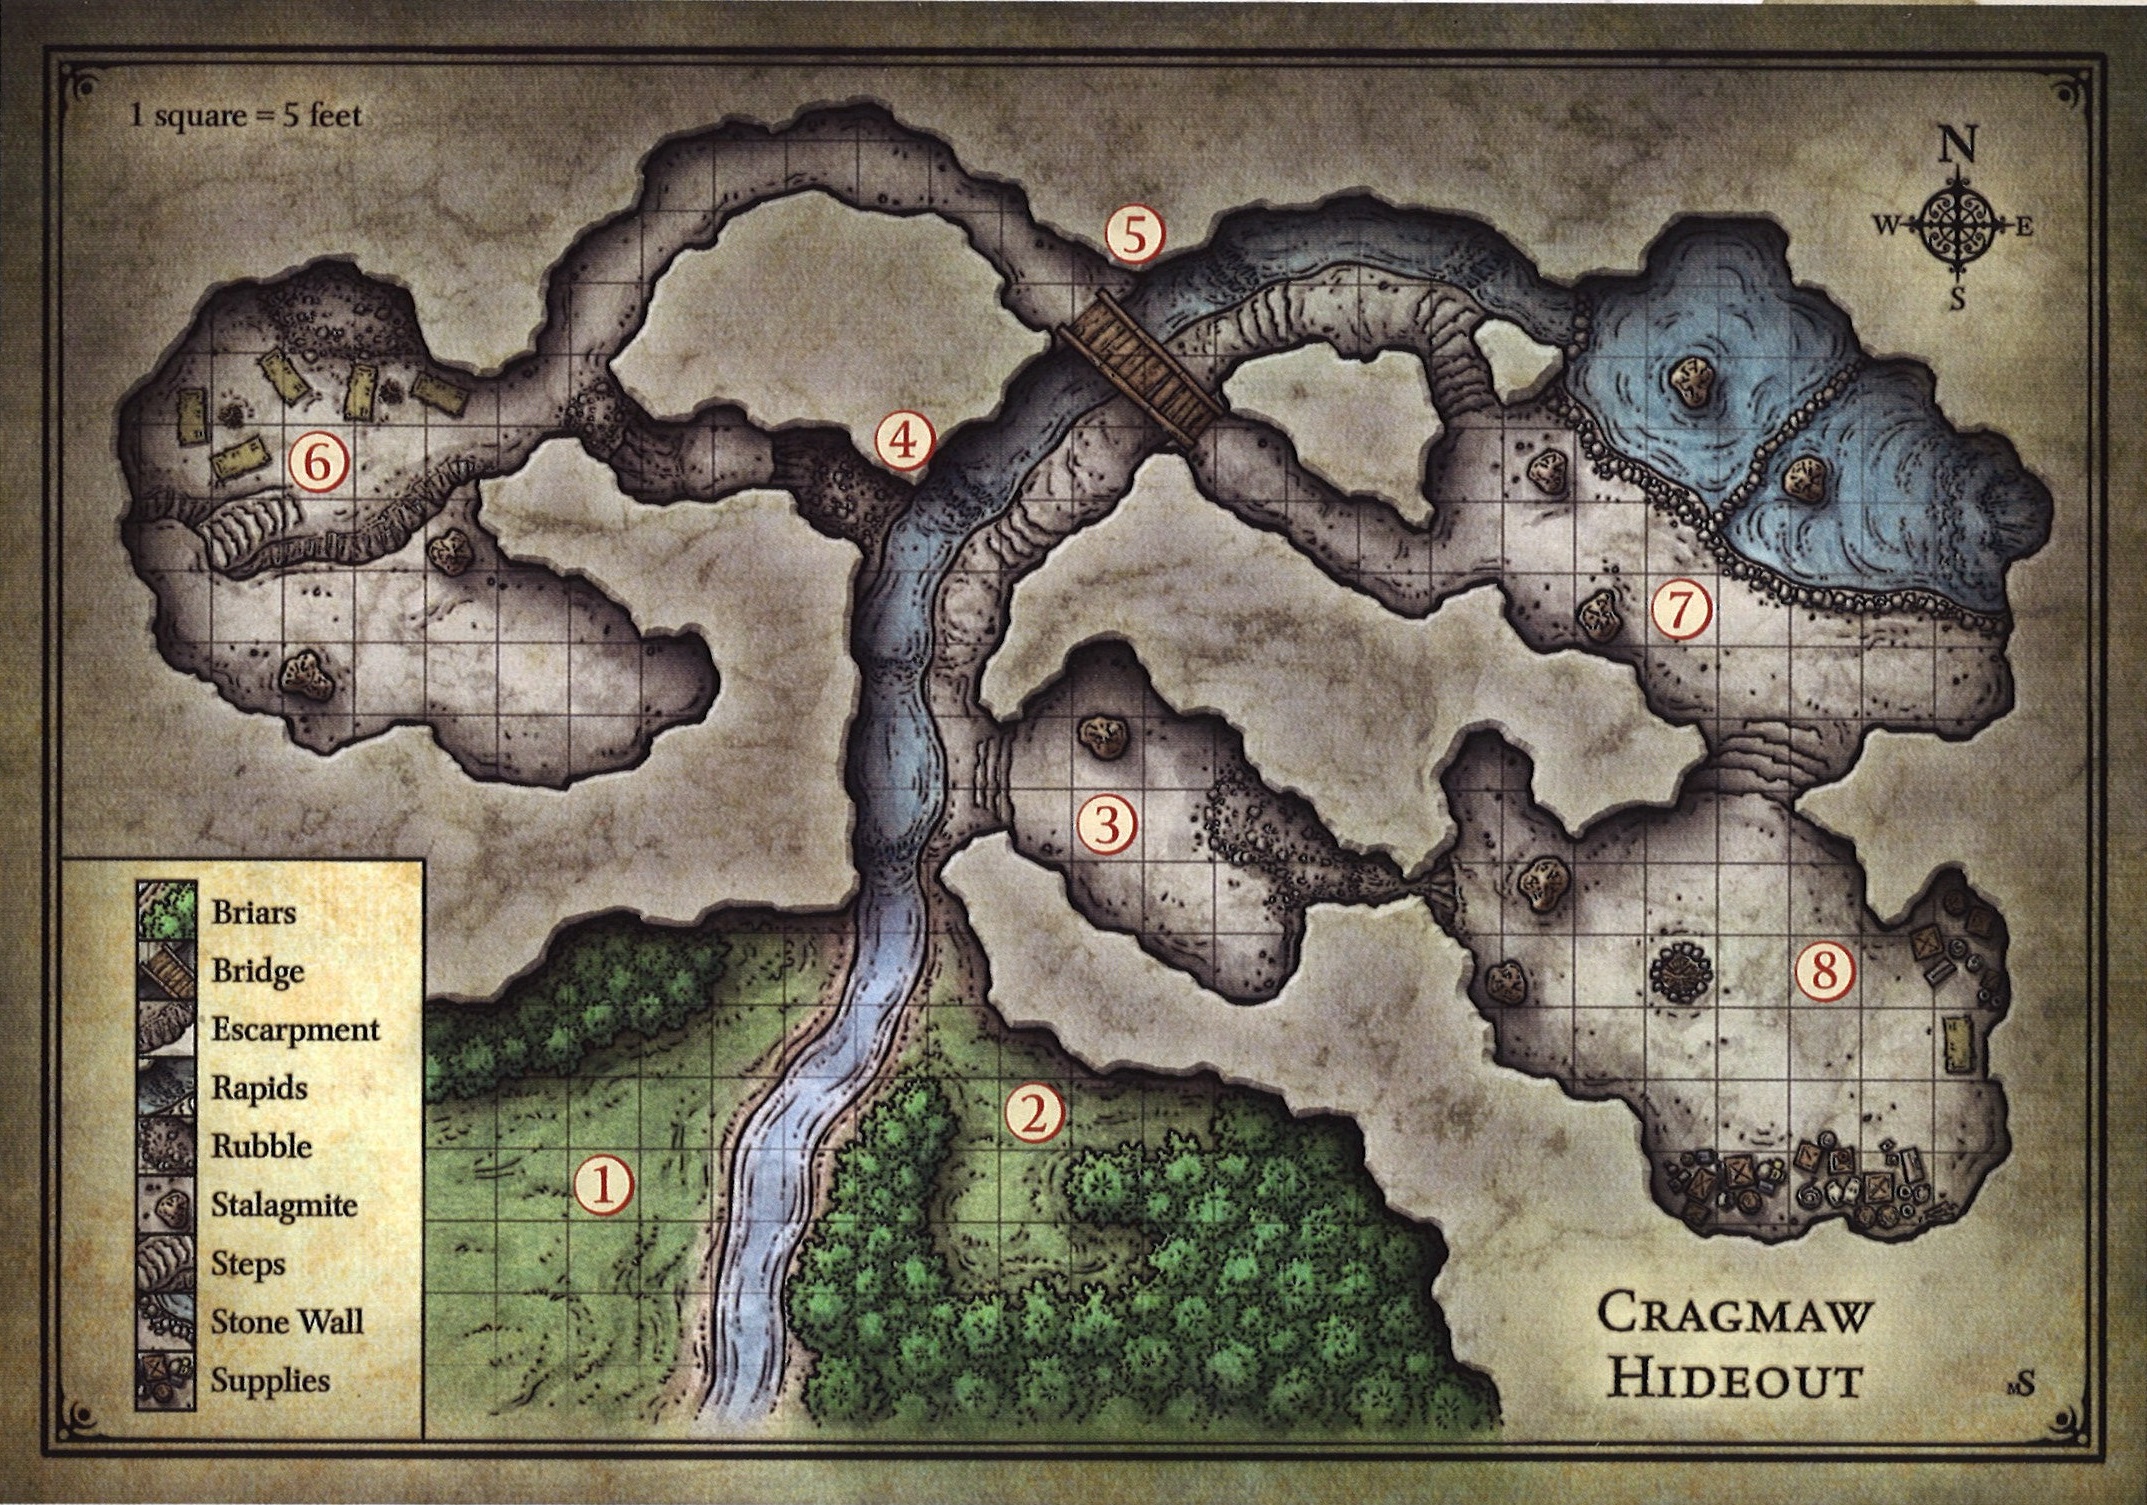 1 square = 5 feet
N
W E
S
5
4
6
7
3
8
2
1
Briars
Bridge
Escarpment
Rapids
Rubble
Stalagmite
Steps
Stone Wall
Supplies
Cragmaw
Hideout
MS